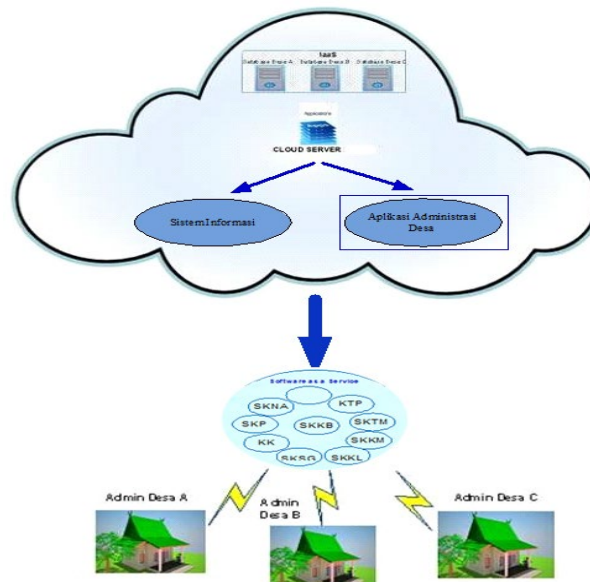 IaaS
Database Desa A Database Desa B Database Desa C
Applications
CLOUD SERVER
Sistem Informasi
Aplikasi Administrasi
Desa
Software as a Service
SKNA
KTP
SKP
SKKB
SKTM
KK
SKKM
SKSG
SKKL
Admin Desa A
Admin
Desa B
Admin Desa C